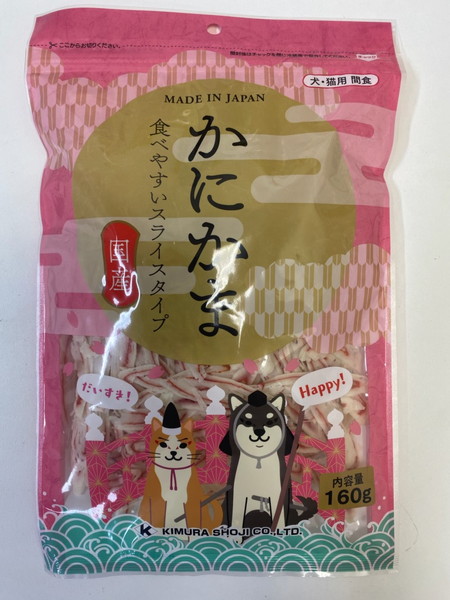 ここからお切りください。
犬・猫用 間食
MADE IN JAPAN
かにかま
食べやすいスライスタイプ
国産
だいすき!
Happy!
内容量
160g
K KIMURA SHOJI CO.,LTD.